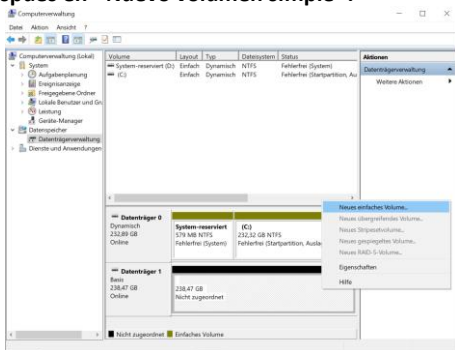 Computerverwaltung
Datei Aktion Ansicht ?
Computerverwaltung (Lokal)
System
Aufgabenplanung
Ereignisanzeige
Freigegebene Ordner
Lokale Benutzer und Gr
Leistung
Geräte-Manager
Datenspeicher
Datenträgerverwaltung
Dienste und Anwendungen
Volume Layout Typ Dateisystem Status
System-reserviert (D:) Einfach Dynamisch NTFS Fehlerfrei (System)
(C:) Einfach Dynamisch NTFS Fehlerfrei (Startpartition, Au
Aktionen
Datenträgerverwaltung
Weitere Aktionen
Datenträger 0
Dynamisch
232,89 GB
Online
System-reserviert
579 MB NTFS
Fehlerfrei (System)
(C:)
232,32 GB NTFS
Fehlerfrei (Startpartition, Ausla
Datenträger 1
Basis
238,47 GB
Online
238,47 GB
Nicht zugeordnet
Neues einfaches Volume...
Neues übergreifendes Volume...
Neues Stripesetvolume...
Neues gespiegeltes Volume...
Neues RAID-5-Volume...
Eigenschaften
Hilfe
Nicht zugeordnet Einfaches Volume